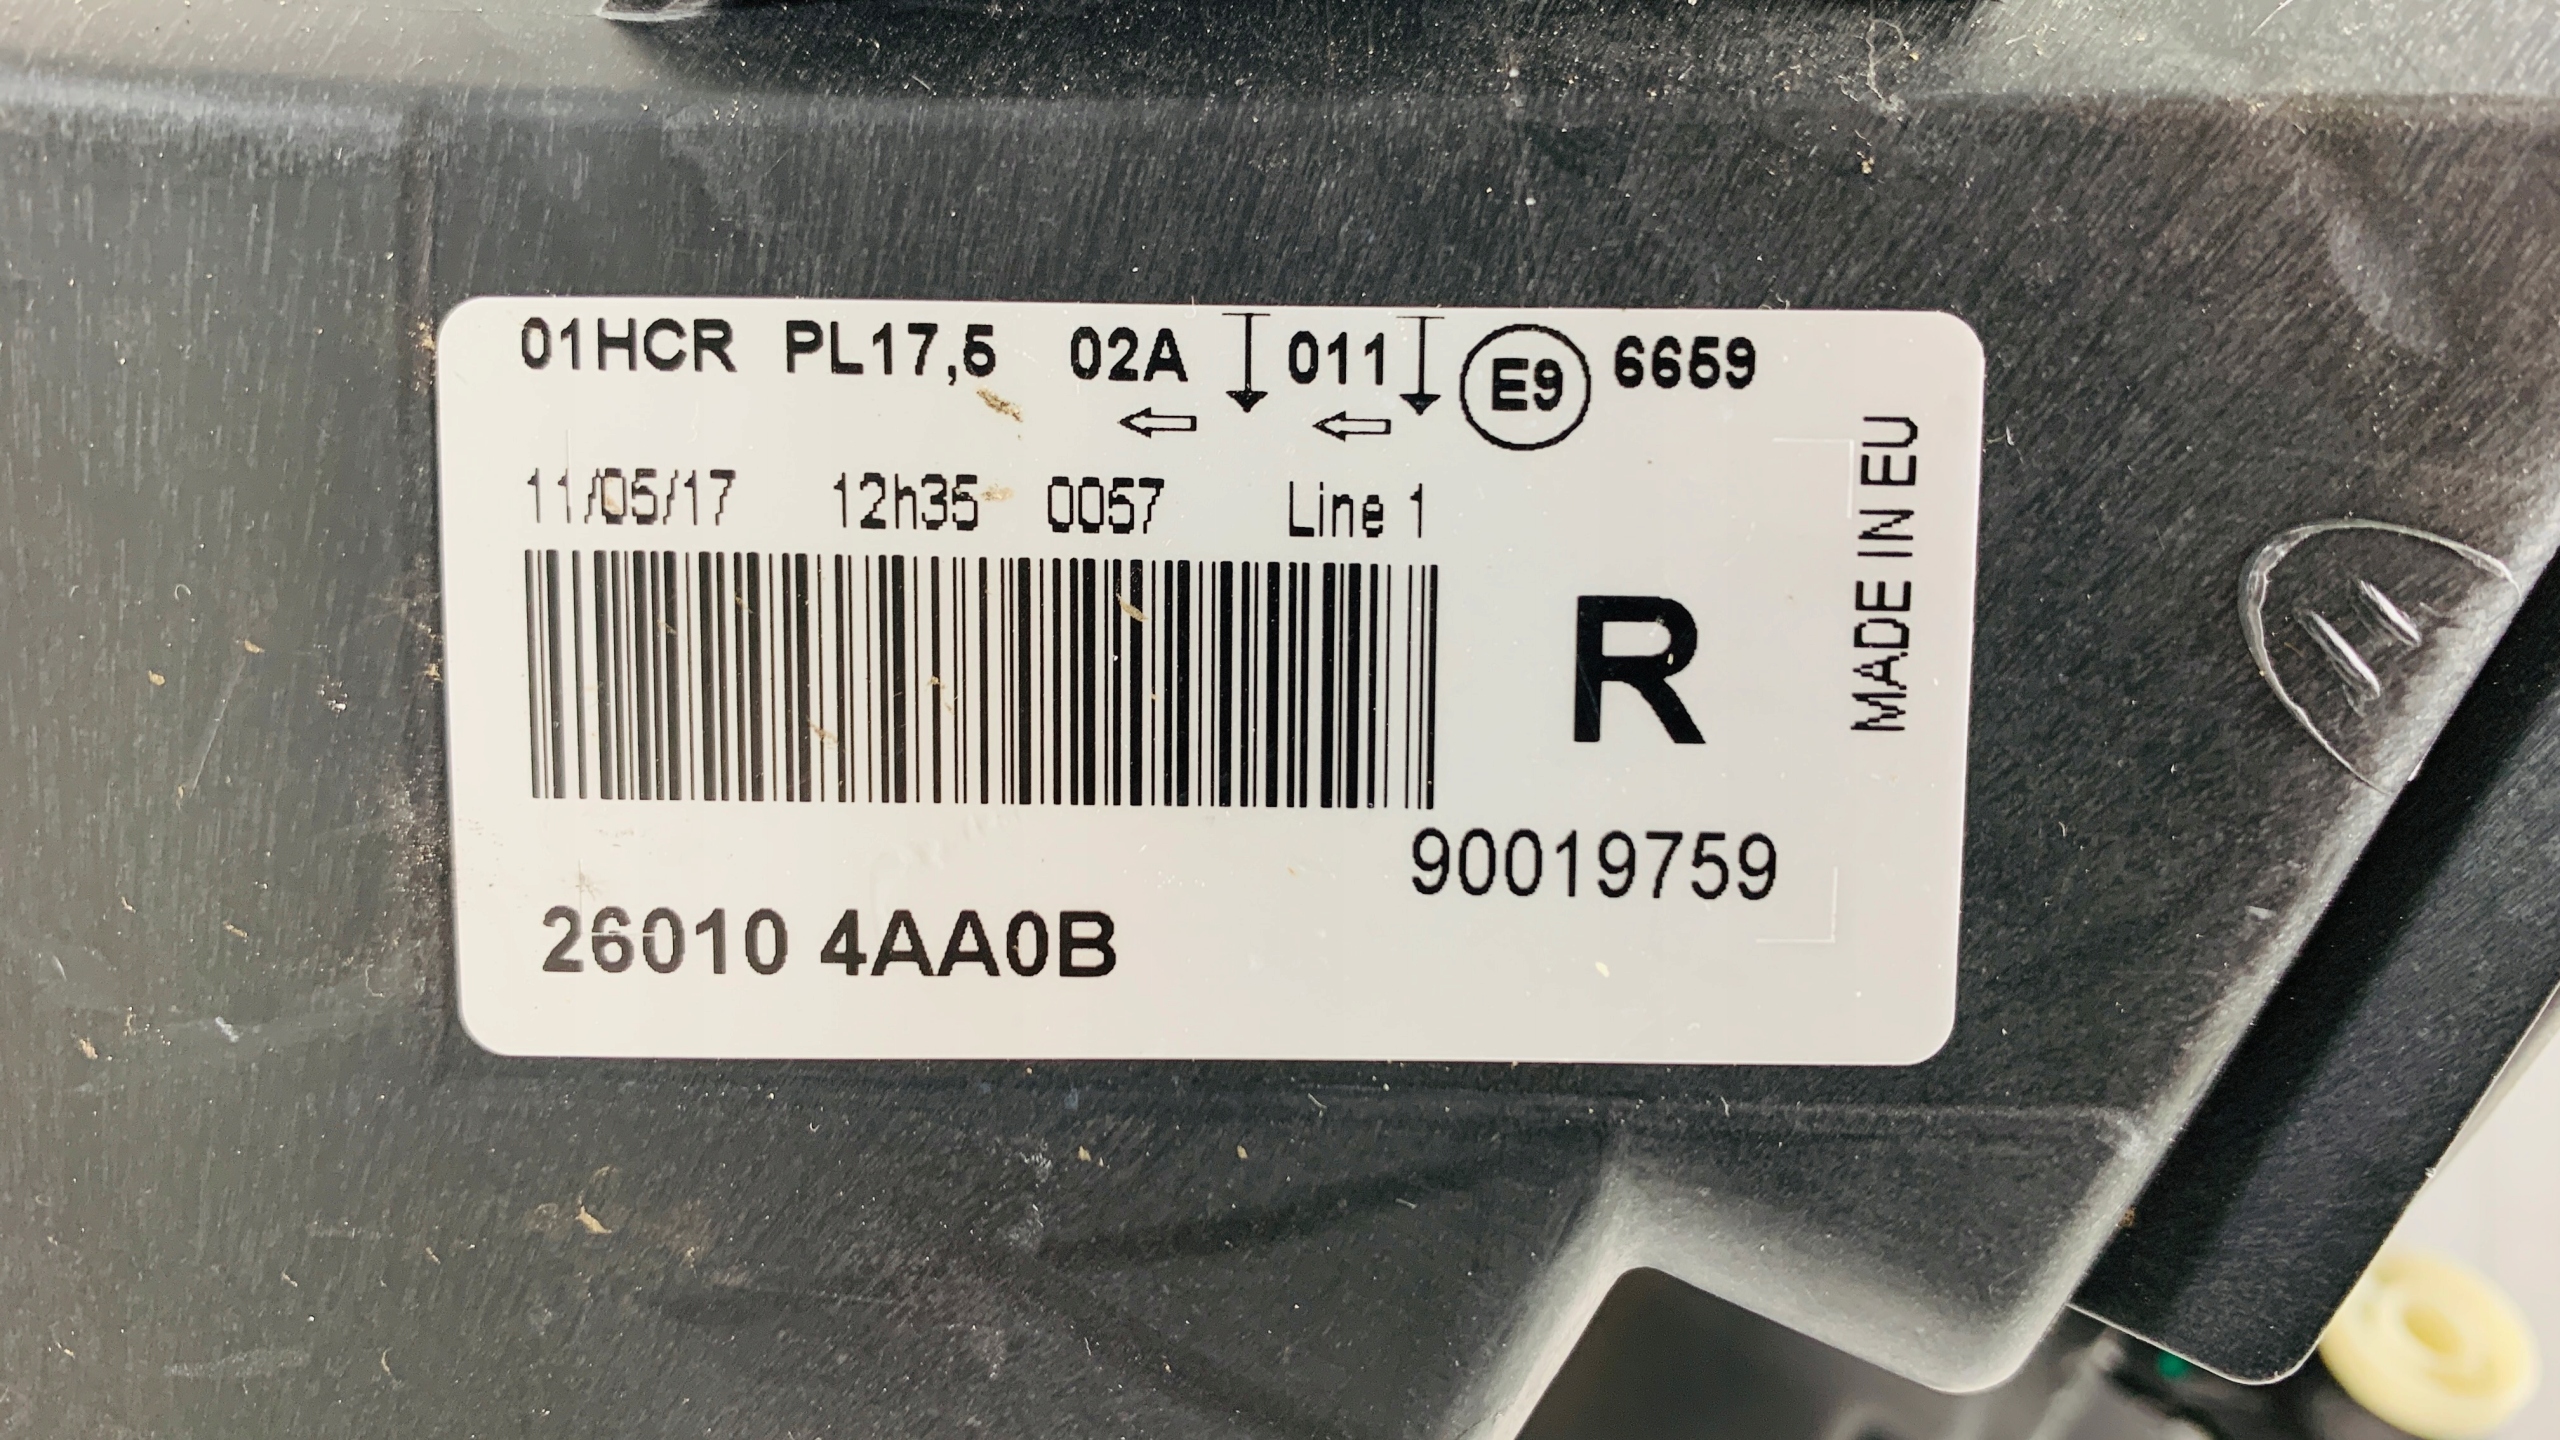 01HCR PL17,5 02A 011 E9 6659
11/05/17 12h35 0057 Line 1
MADE IN EU
R
90019759
26010 4AA0B